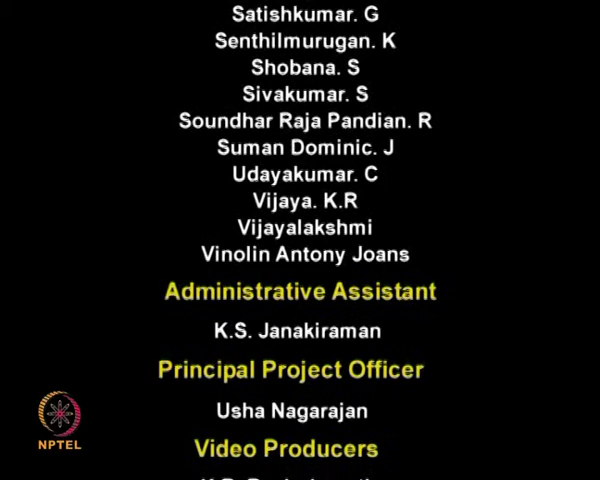 Satishkumar. G
Senthilmurugan. K
Shobana. S
Sivakumar. S
Soundhar Raja Pandian. R
Suman Dominic. J
Udayakumar. C
Vijaya. K.R
Vijayalakshmi
Vinolin Antony Joans
Administrative Assistant
K.S. Janakiraman
Principal Project Officer
Usha Nagarajan
NPTEL
Video Producers